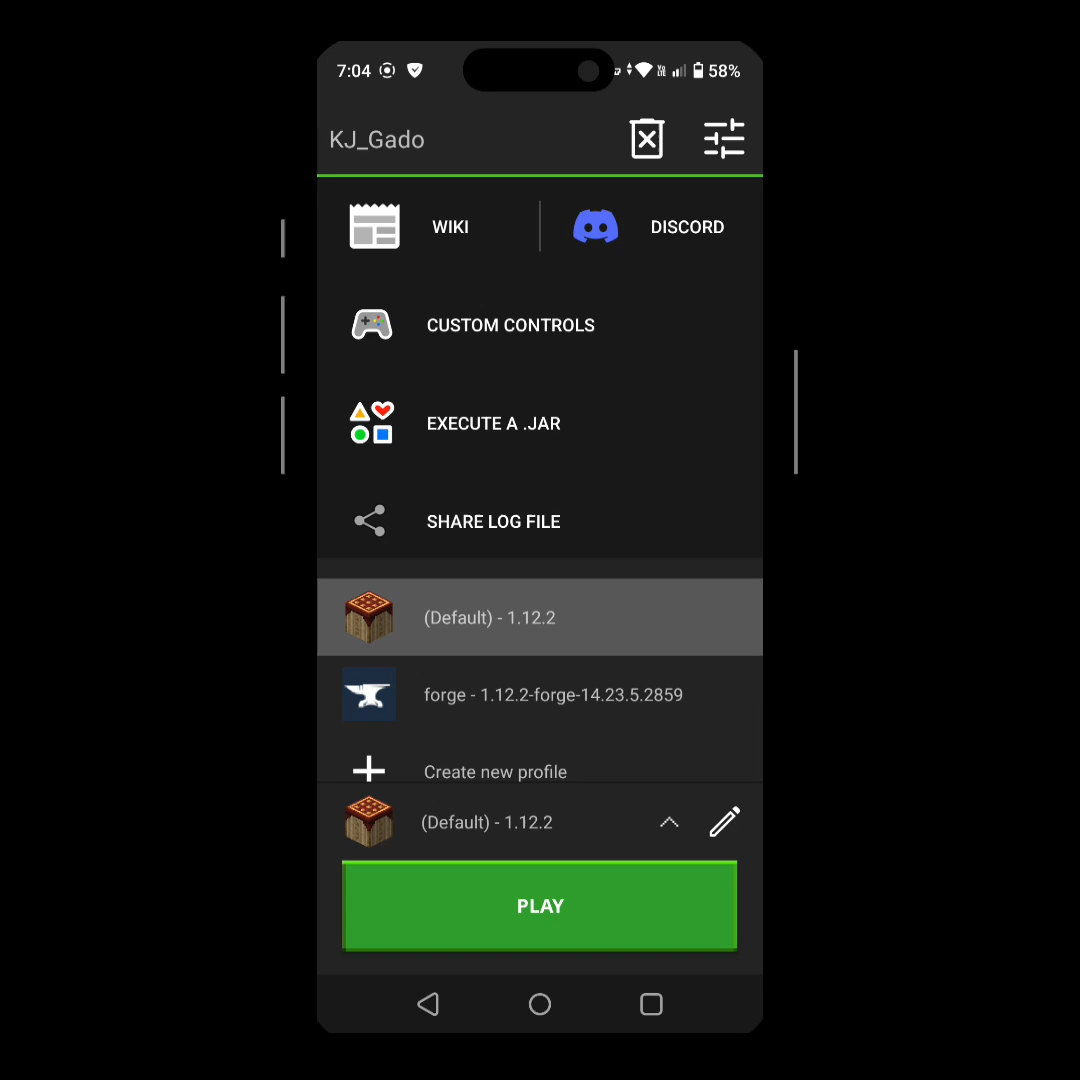 7:04 58%
KJ_Gado
WIKI DISCORD
CUSTOM CONTROLS
EXECUTE A .JAR
SHARE LOG FILE
(Default) - 1.12.2
forge - 1.12.2-forge-14.23.5.2859
Create new profile
(Default) - 1.12.2
PLAY